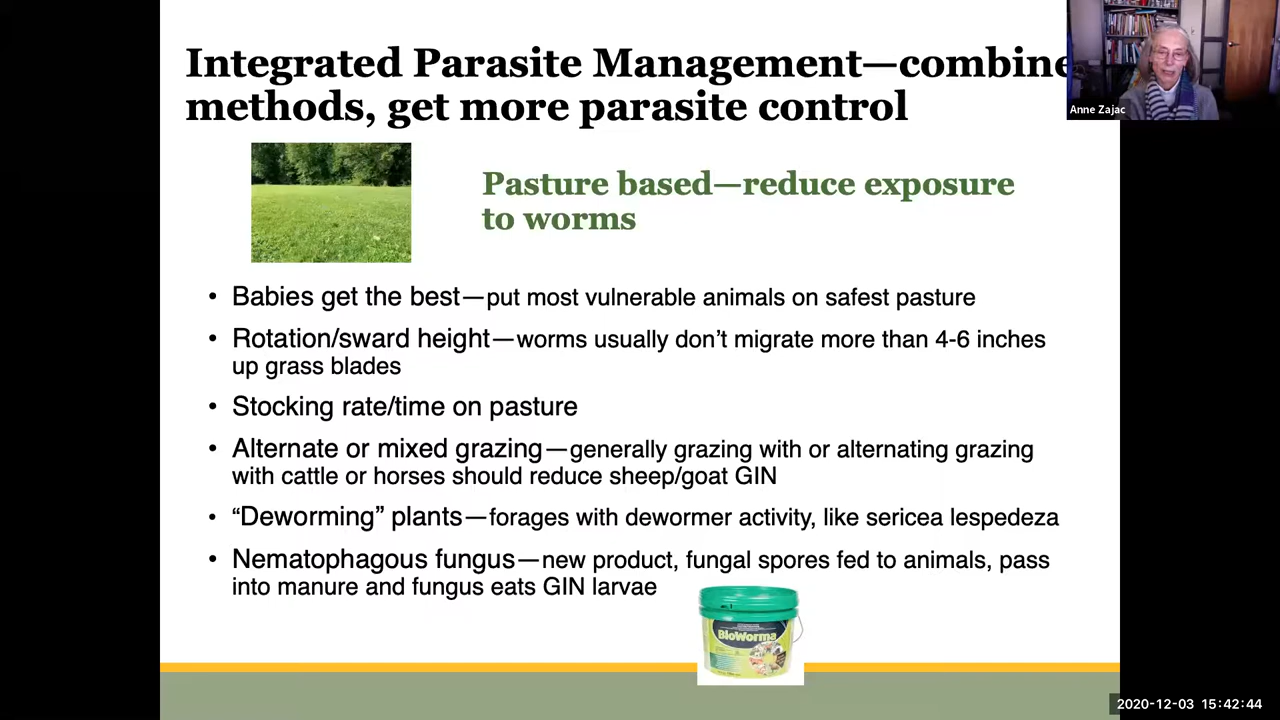 Integrated Parasite Management—combine
methods, get more parasite control
Anne Zajac
Pasture based—reduce exposure
to worms
• Babies get the best—put most vulnerable animals on safest pasture
• Rotation/sward height—worms usually don’t migrate more than 4-6 inches
up grass blades
• Stocking rate/time on pasture
• Alternate or mixed grazing—generally grazing with or alternating grazing
with cattle or horses should reduce sheep/goat GIN
• “Deworming” plants—forages with dewormer activity, like sericea lespedeza
• Nematophagous fungus—new product, fungal spores fed to animals, pass
into manure and fungus eats GIN larvae
BioWorma
2020-12-03 15:42:44